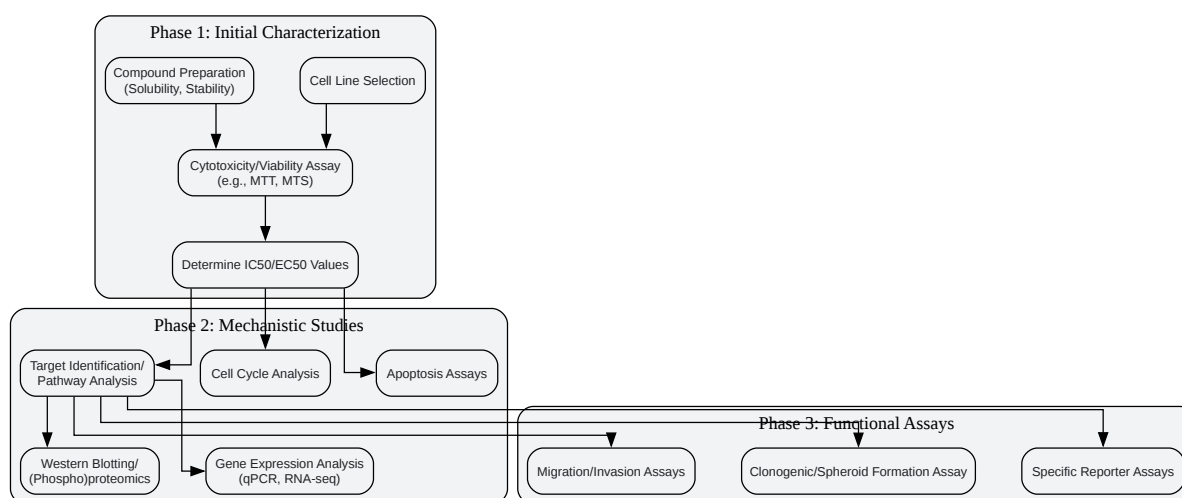 Phase 1: Initial Characterization
Compound Preparation
(Solubility, Stability)
Cell Line Selection
Cytotoxicity/Viability Assay
(e.g., MTT, MTS)
Determine IC50/EC50 Values
Phase 2: Mechanistic Studies
Target Identification/
Pathway Analysis
Cell Cycle Analysis
Apoptosis Assays
Phase 3: Functional Assays
Western Blotting/
(Phospho)proteomics
Gene Expression Analysis
(qPCR, RNA-seq)
Migration/Invasion Assays
Clonogenic/Spheroid Formation Assay
Specific Reporter Assays